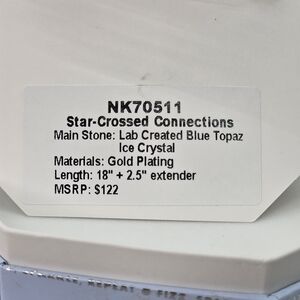 NK70511
Star-Crossed Connections
Main Stone: Lab Created Blue Topaz
Ice Crystal
Materials: Gold Plating
Length: 18" + 2.5" extender
MSRP: $122
REPEAT